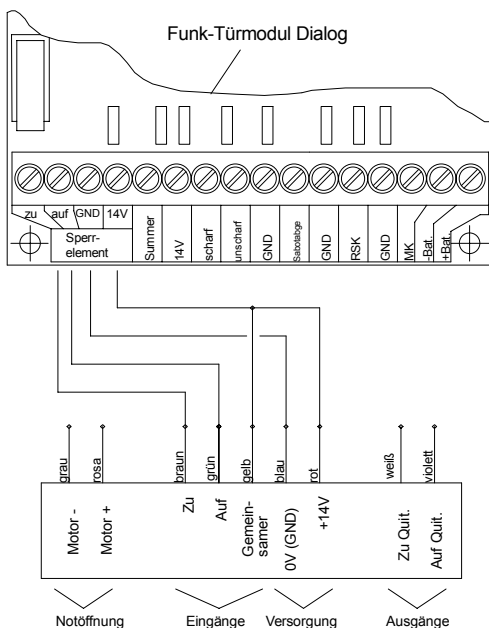 Funk-Türmodul Dialog
zu auf GND 14V
Sperr-
element
Summer
14V
scharf
unscharf
GND
Sabotabge
GND
RSK
GND
MK
-Bat.
+Bat.
grau
rosa
braun
grün
gelb
blau
rot
weiß
violett
Motor -
Motor +
Zu
Auf
Gemein-
samer
0V (GND)
+14V
Zu Quit.
Auf Quit.
Notöffnung Eingänge Versorgung Ausgänge